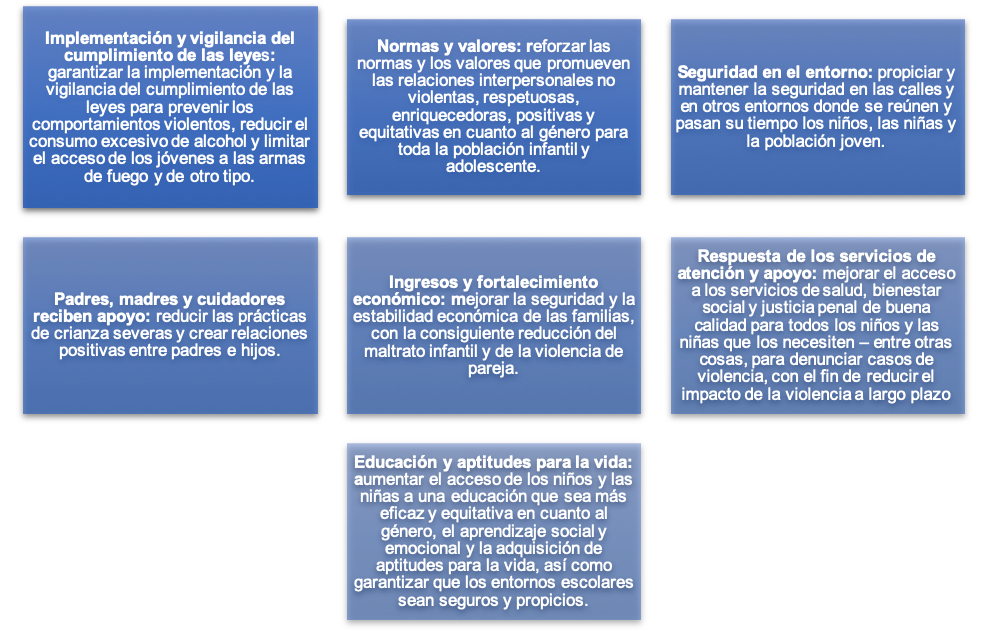 Implementación y vigilancia del
cumplimiento de las leyes:
garantizar la implementación y la
vigilancia del cumplimiento de las
leyes para prevenir los
comportamientos violentos, reducir el
consumo excesivo de alcohol y limitar
el acceso de los jóvenes a las armas
de fuego y de otro tipo.
Normas y valores: reforzar las
normas y los valores que promueven
las relaciones interpersonales no
violentas, respetuosas,
enriquecedoras, positivas y
equitativas en cuanto al género para
toda la población infantil y
adolescente.
Seguridad en el entorno: propiciar y
mantener la seguridad en las calles y
en otros entornos donde se reúnen y
pasan su tiempo los niños, las niñas y
la población joven.
Padres, madres y cuidadores
reciben apoyo: reducir las prácticas
de crianza severas y crear relaciones
positivas entre padres e hijos.
Ingresos y fortalecimiento
económico: mejorar la seguridad y la
estabilidad económica de las familias,
con la consiguiente reducción del
maltrato infantil y de la violencia de
pareja.
Respuesta de los servicios de
atención y apoyo: mejorar el acceso
a los servicios de salud, bienestar
social y justicia penal de buena
calidad para todos los niños y las
niñas que los necesiten – entre otras
cosas, para denunciar casos de
violencia, con el fin de reducir el
impacto de la violencia a largo plazo
Educación y aptitudes para la vida:
aumentar el acceso de los niños y las
niñas a una educación que sea más
eficaz y equitativa en cuanto al
género, el aprendizaje social y
emocional y la adquisición de
aptitudes para la vida, así como
garantizar que los entornos escolares
sean seguros y propicios.